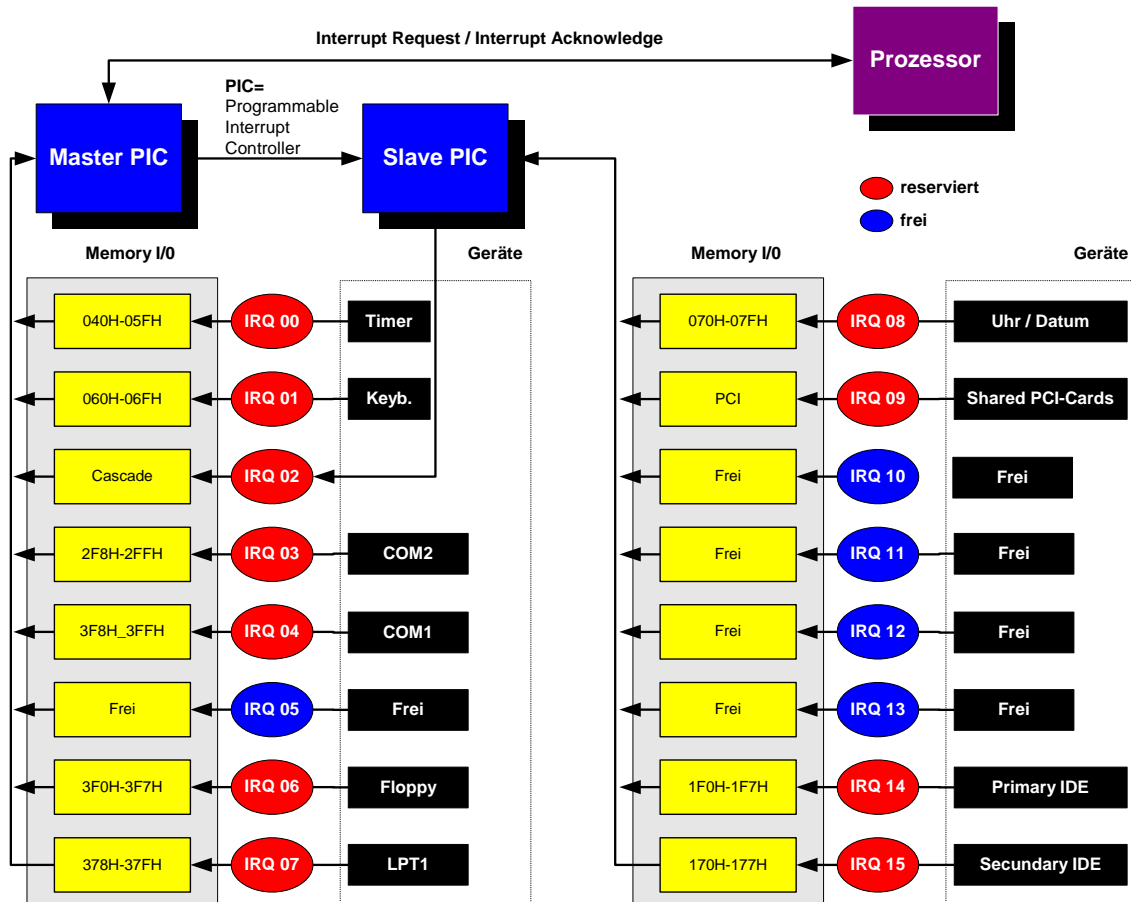 Interrupt Request / Interrupt Acknowledge
Prozessor
PIC=
Programmable
Interrupt
Controller
Master PIC
Slave PIC
reserviert
frei
Memory I/0
Geräte
Memory I/0
Geräte
040H-05FH
IRQ 00
Timer
070H-07FH
IRQ 08
Uhr / Datum
060H-06FH
IRQ 01
Keyb.
PCI
IRQ 09
Shared PCI-Cards
Cascade
IRQ 02
Frei
IRQ 10
Frei
2F8H-2FFH
IRQ 03
COM2
Frei
IRQ 11
Frei
3F8H_3FFH
IRQ 04
COM1
Frei
IRQ 12
Frei
Frei
IRQ 05
Frei
Frei
IRQ 13
Frei
3F0H-3F7H
IRQ 06
Floppy
1F0H-1F7H
IRQ 14
Primary IDE
378H-37FH
IRQ 07
LPT1
170H-177H
IRQ 15
Secundary IDE